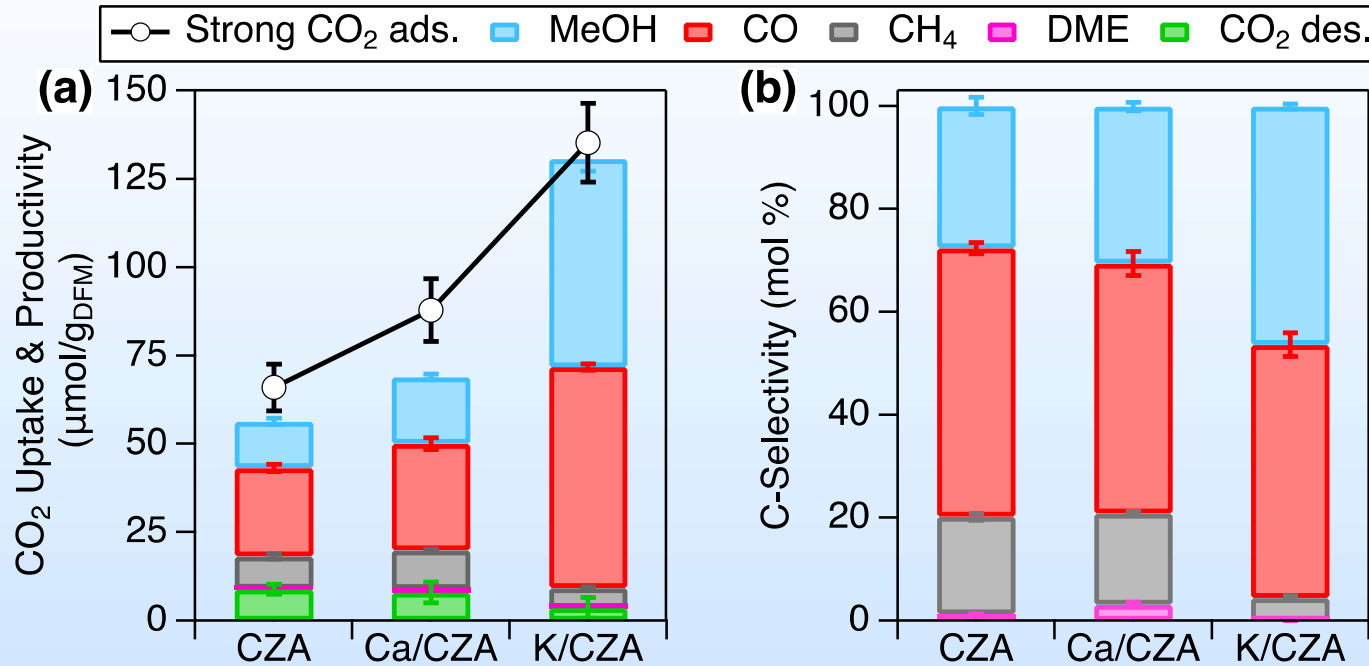 Strong CO₂ ads. MeOH CO CH₄ DME CO₂ des.
(a)
CO₂ Uptake & Productivity
(µmol/gDFM)
150
125
100
75
50
25
0
CZA Ca/CZA K/CZA
(b)
C-Selectivity (mol %)
100
80
60
40
20
0
CZA Ca/CZA K/CZA